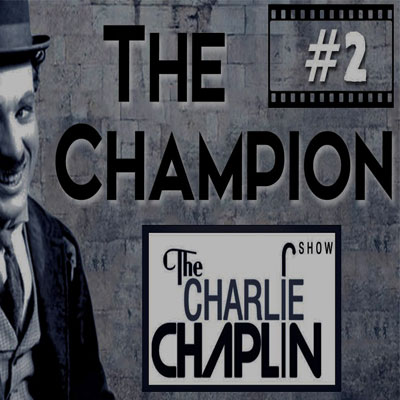 THE
#2
CHAMPION
The
SHOW
CHARLIE
CHAPLIN